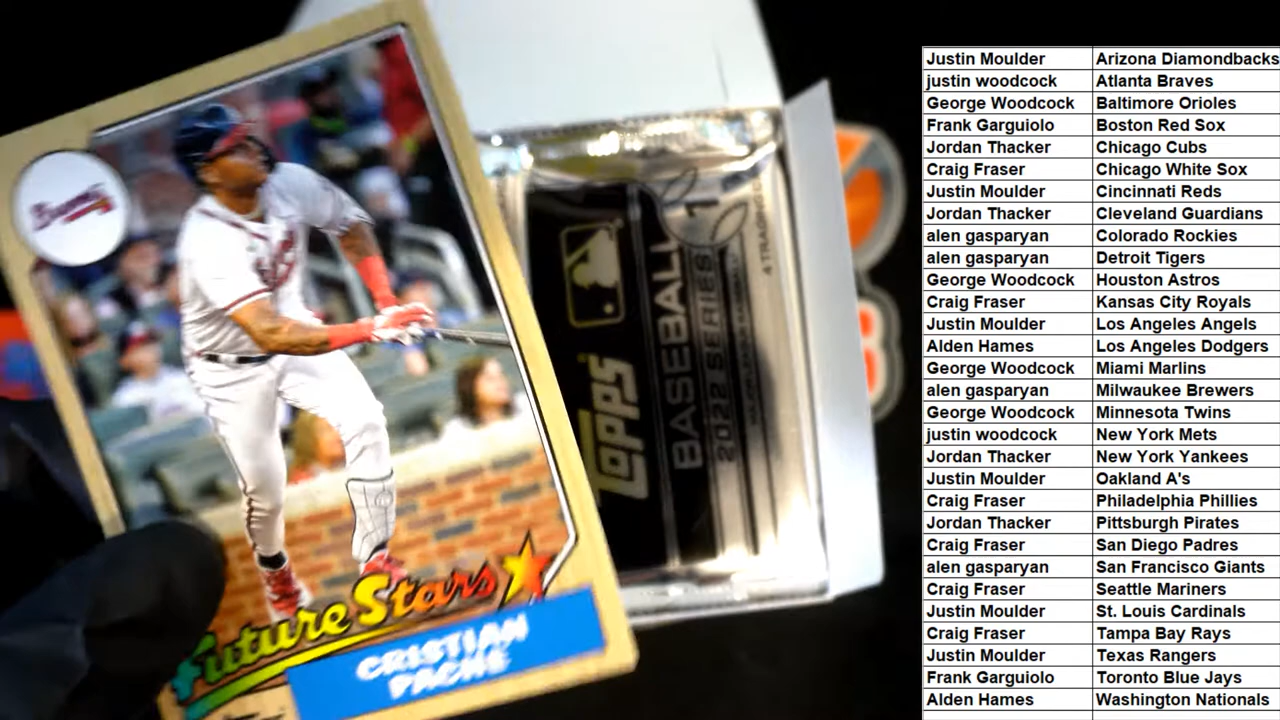 Braves
Future Stars
CRISTIAN
PACHE
Topps
BASEBALL
2022 SERIES 1
Justin Moulder Arizona Diamondbacks
justin woodcock Atlanta Braves
George Woodcock Baltimore Orioles
Frank Garguiolo Boston Red Sox
Jordan Thacker Chicago Cubs
Craig Fraser Chicago White Sox
Justin Moulder Cincinnati Reds
Jordan Thacker Cleveland Guardians
alen gasparyan Colorado Rockies
alen gasparyan Detroit Tigers
George Woodcock Houston Astros
Craig Fraser Kansas City Royals
Justin Moulder Los Angeles Angels
Alden Hames Los Angeles Dodgers
George Woodcock Miami Marlins
alen gasparyan Milwaukee Brewers
George Woodcock Minnesota Twins
justin woodcock New York Mets
Jordan Thacker New York Yankees
Justin Moulder Oakland A's
Craig Fraser Philadelphia Phillies
Jordan Thacker Pittsburgh Pirates
Craig Fraser San Diego Padres
alen gasparyan San Francisco Giants
Craig Fraser Seattle Mariners
Justin Moulder St. Louis Cardinals
Craig Fraser Tampa Bay Rays
Justin Moulder Texas Rangers
Frank Garguiolo Toronto Blue Jays
Alden Hames Washington Nationals